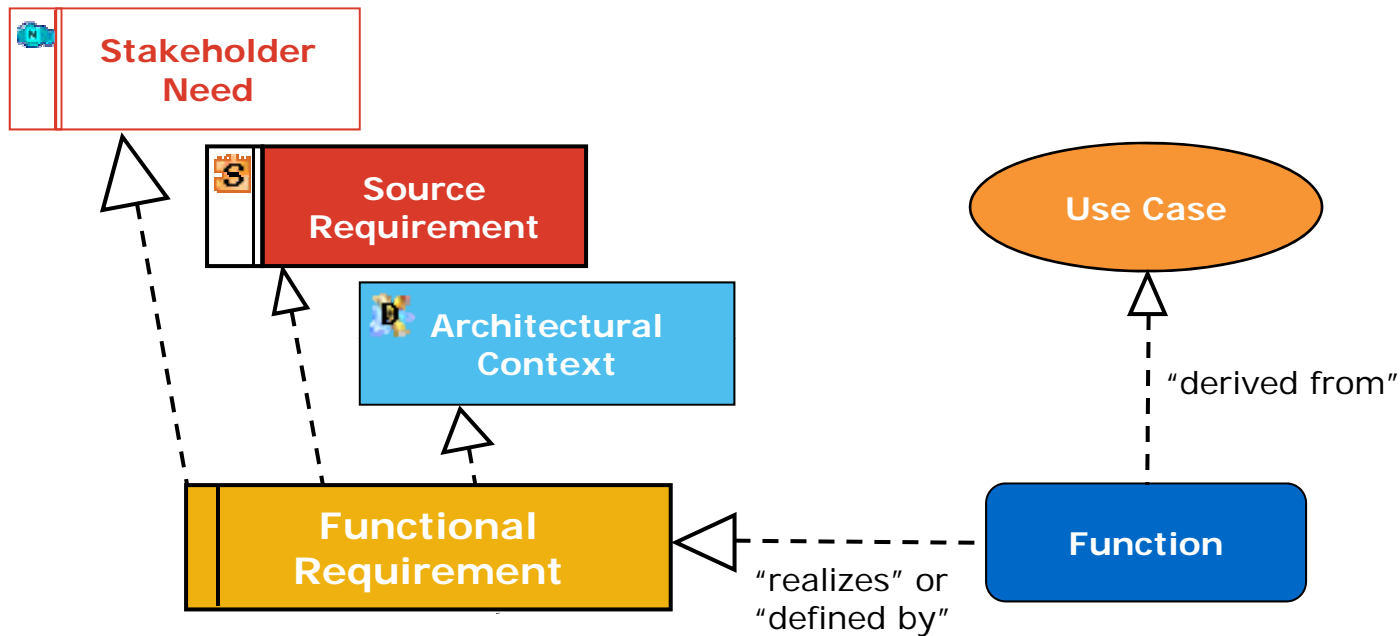 N
Stakeholder
Need
S
Source
Requirement
D
Architectural
Context
Use Case
“derived from”
Functional
Requirement
Function
“realizes” or
“defined by”